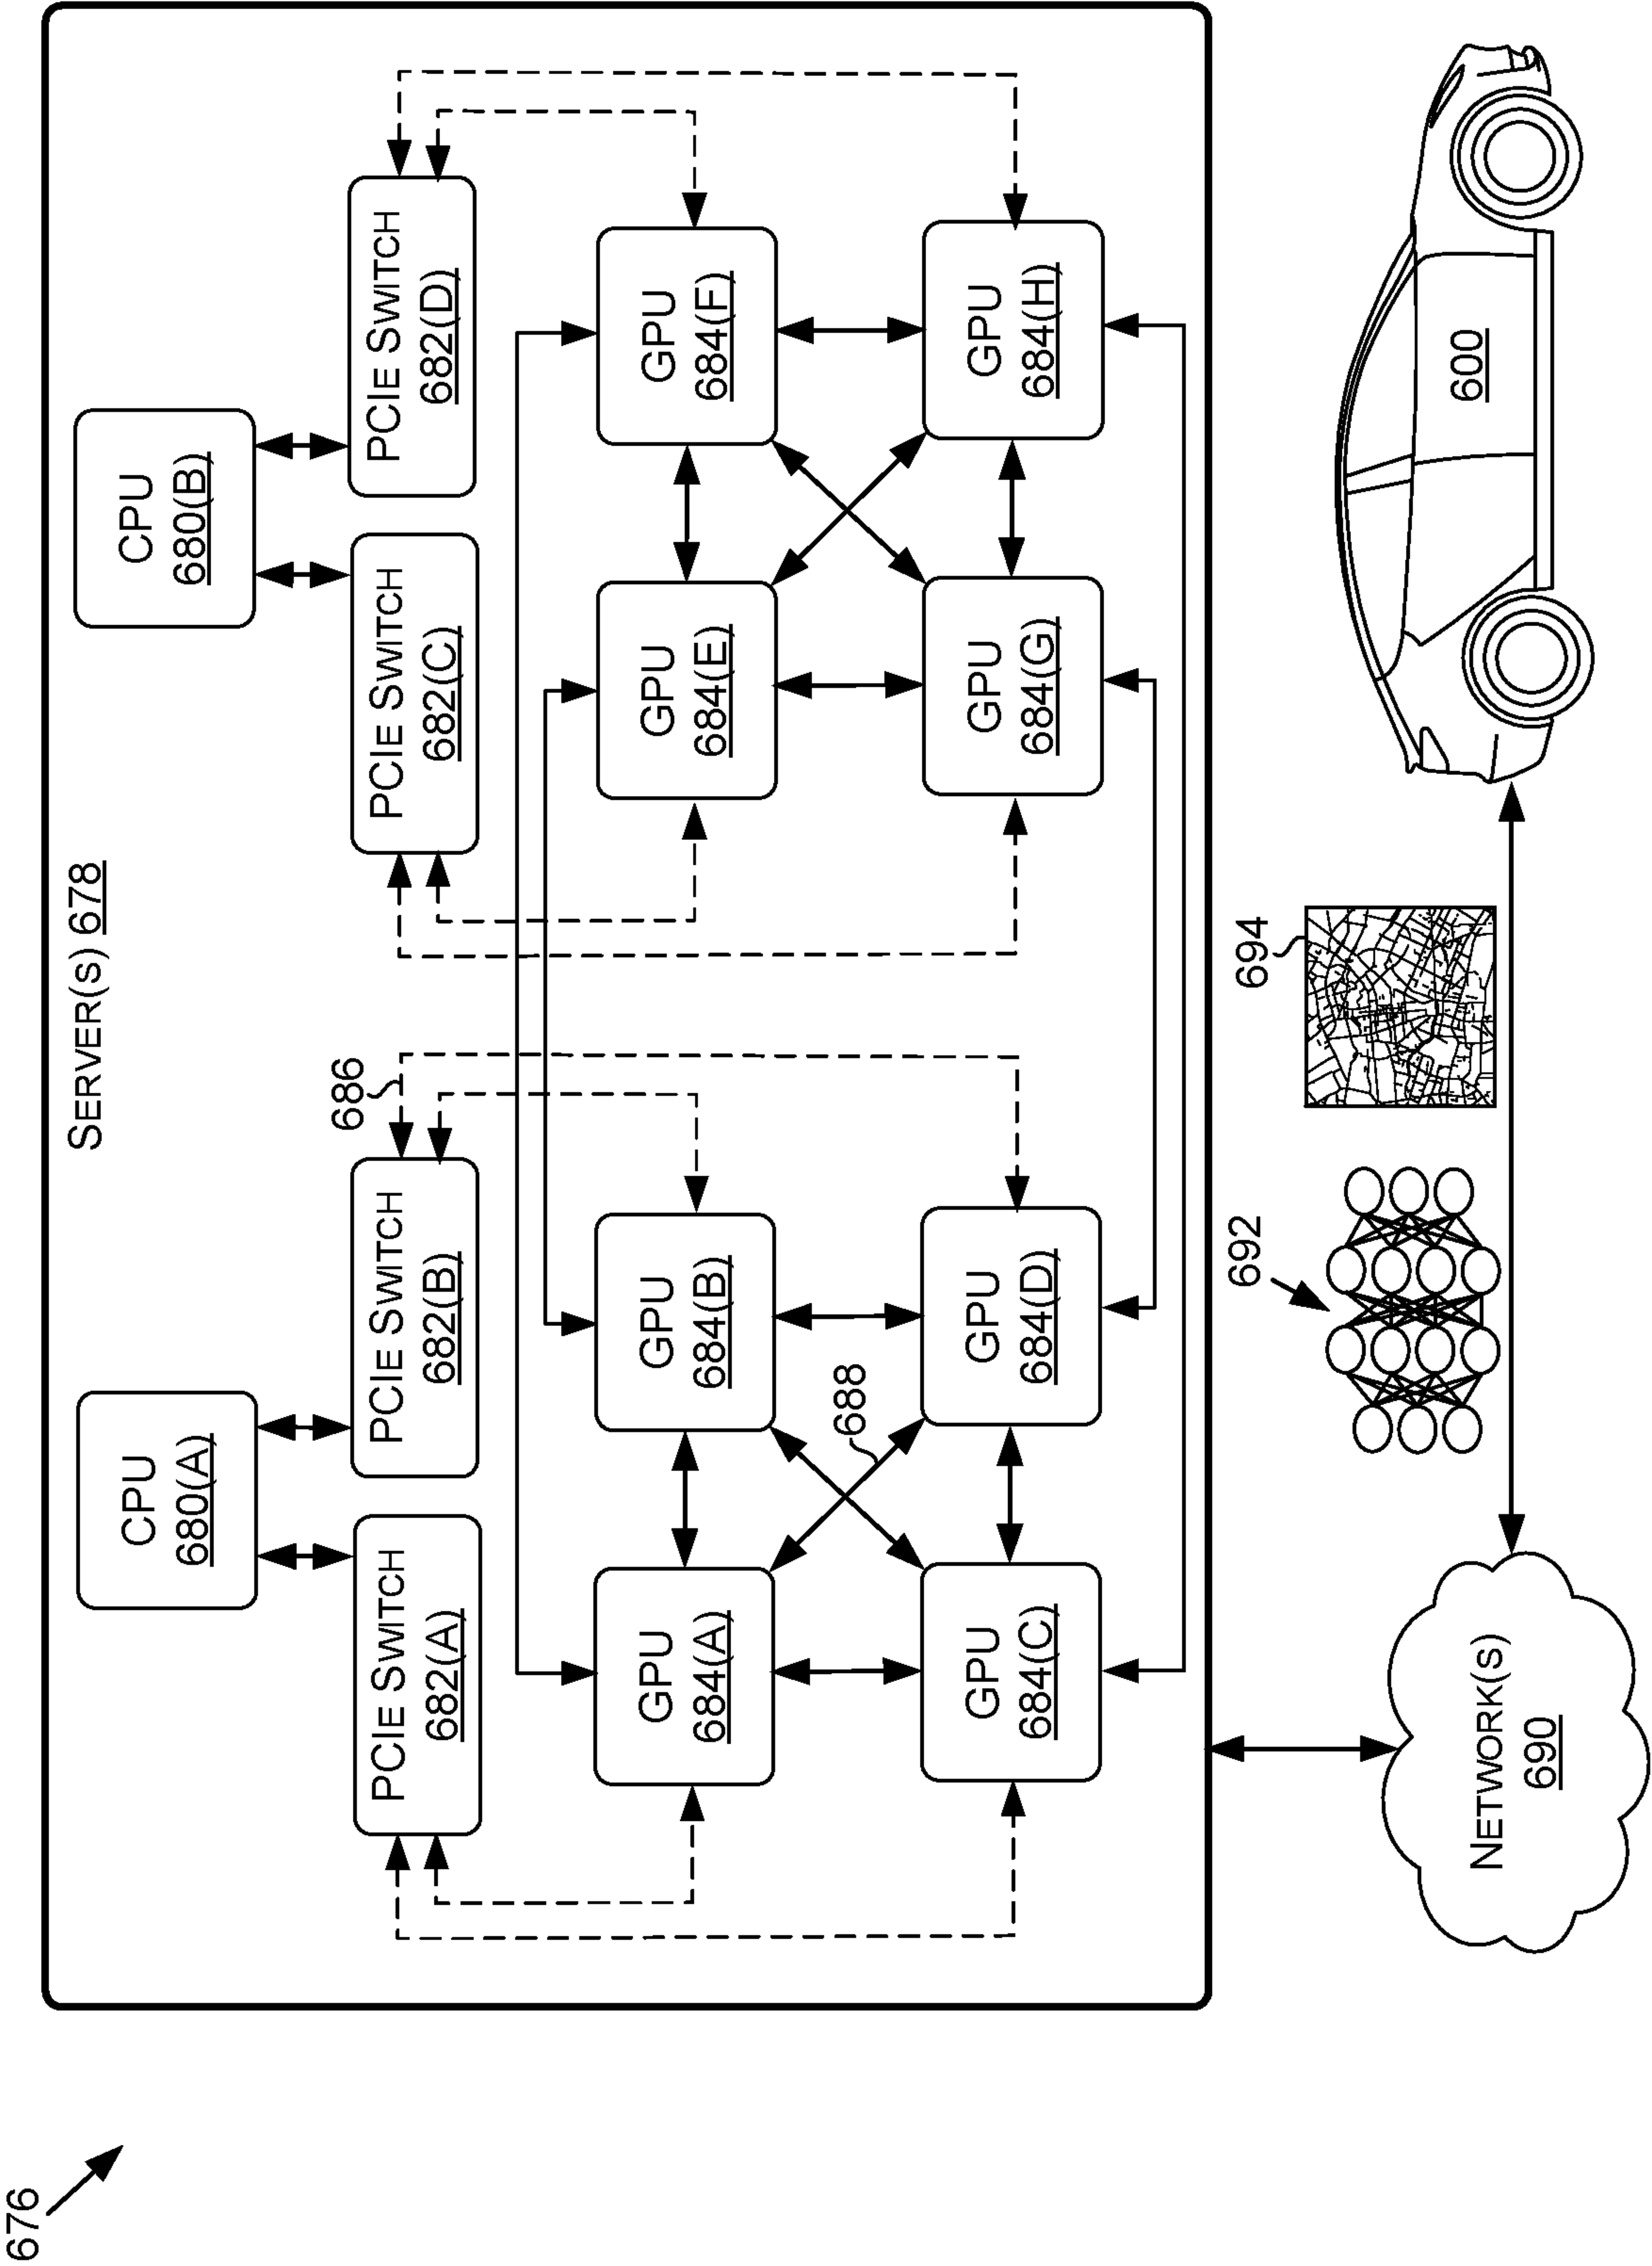 676
SERVER(S) 678
CPU
680(A)
CPU
680(B)
PCIE SWITCH
682(A)
PCIE SWITCH
682(B)
686
PCIE SWITCH
682(C)
PCIE SWITCH
682(D)
GPU
684(A)
GPU
684(B)
GPU
684(E)
GPU
684(F)
688
GPU
684(C)
GPU
684(D)
GPU
684(G)
GPU
684(H)
NETWORK(S)
690
692
694
600